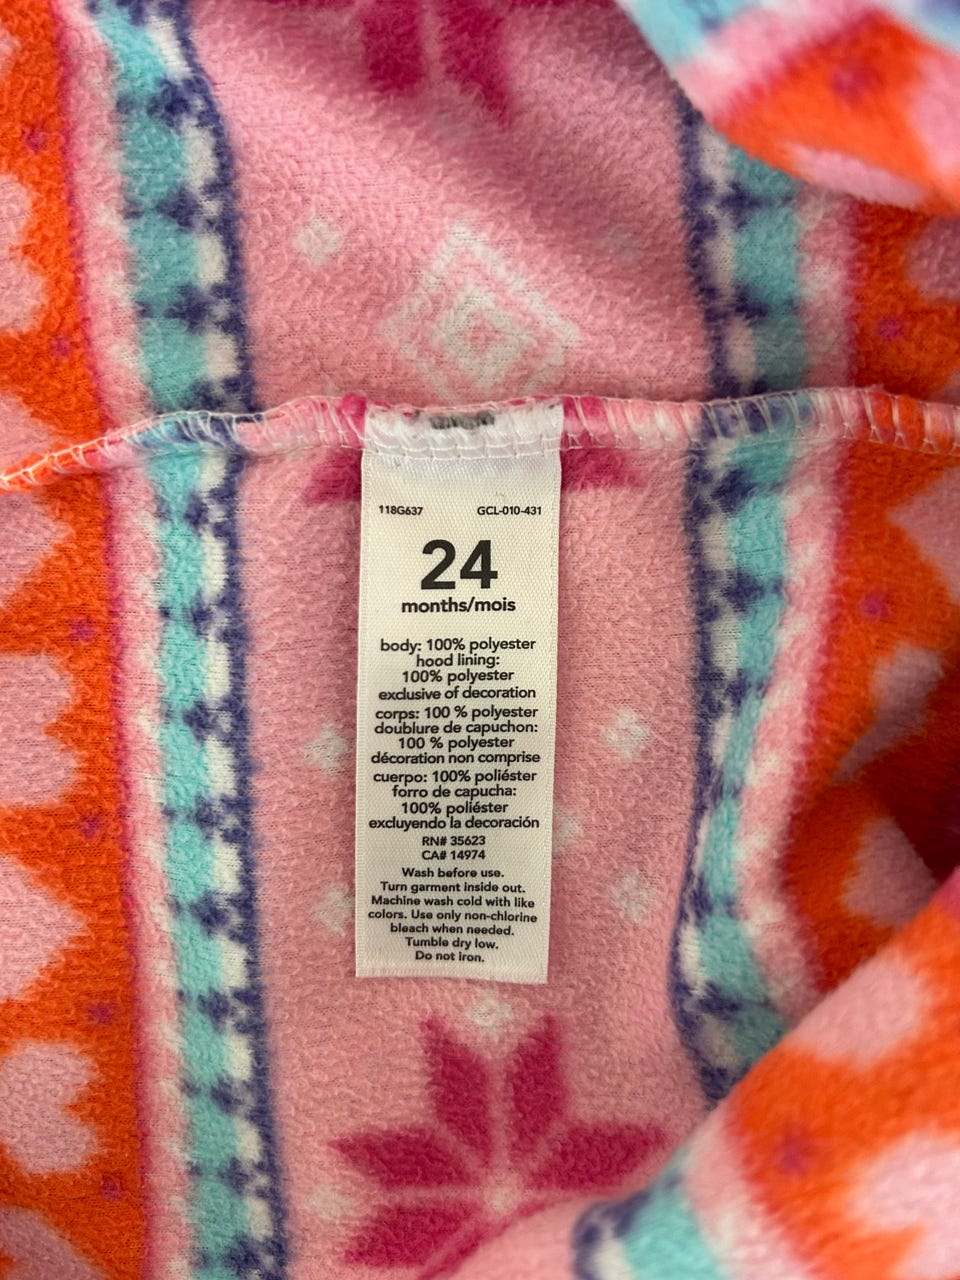 118G637 GCL-010-431
24
months/mois
body: 100% polyester
hood lining:
100% polyester
exclusive of decoration
corps: 100 % polyester
doublure de capuchon:
100 % polyester
décoration non comprise
cuerpo: 100% poliéster
forro de capucha:
100% poliéster
excluyendo la decoración
RN# 35623
CA# 14974
Wash before use.
Turn garment inside out.
Machine wash cold with like
colors. Use only non-chlorine
bleach when needed.
Tumble dry low.
Do not iron.